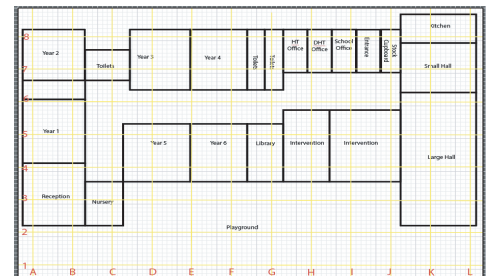 Kitchen
8
HT Office
DHT Office
School Office
Entrance
Stock Cupboard
Year 2
Year 3
Year 4
Toilets
Toilets
Toilets
Small Hall
7
6
Year 1
5
Year 5
Year 6
Library
Intervention
Intervention
Large Hall
4
Reception
Nursery
3
2
Playground
1
A B C D E F G H I J K L